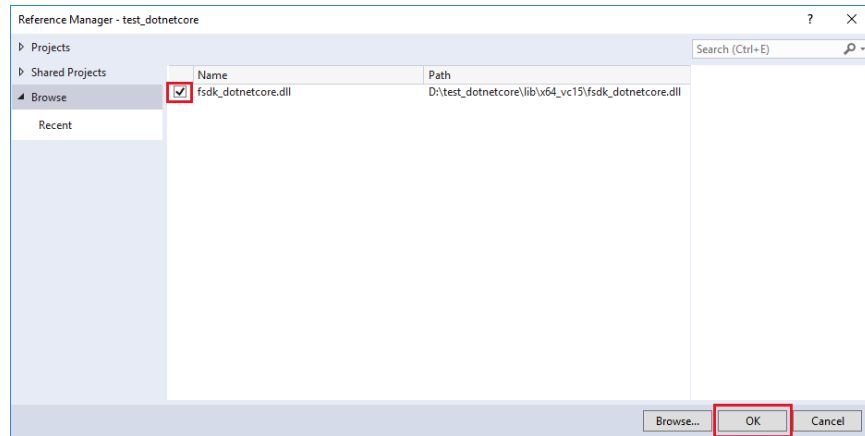 Reference Manager - test_dotnetcore
Projects
Search (Ctrl+E)
Shared Projects
Name Path
Browse
fsdk_dotnetcore.dll D:\test_dotnetcore\lib\x64_vc15\fsdk_dotnetcore.dll
Recent
Browse... OK Cancel